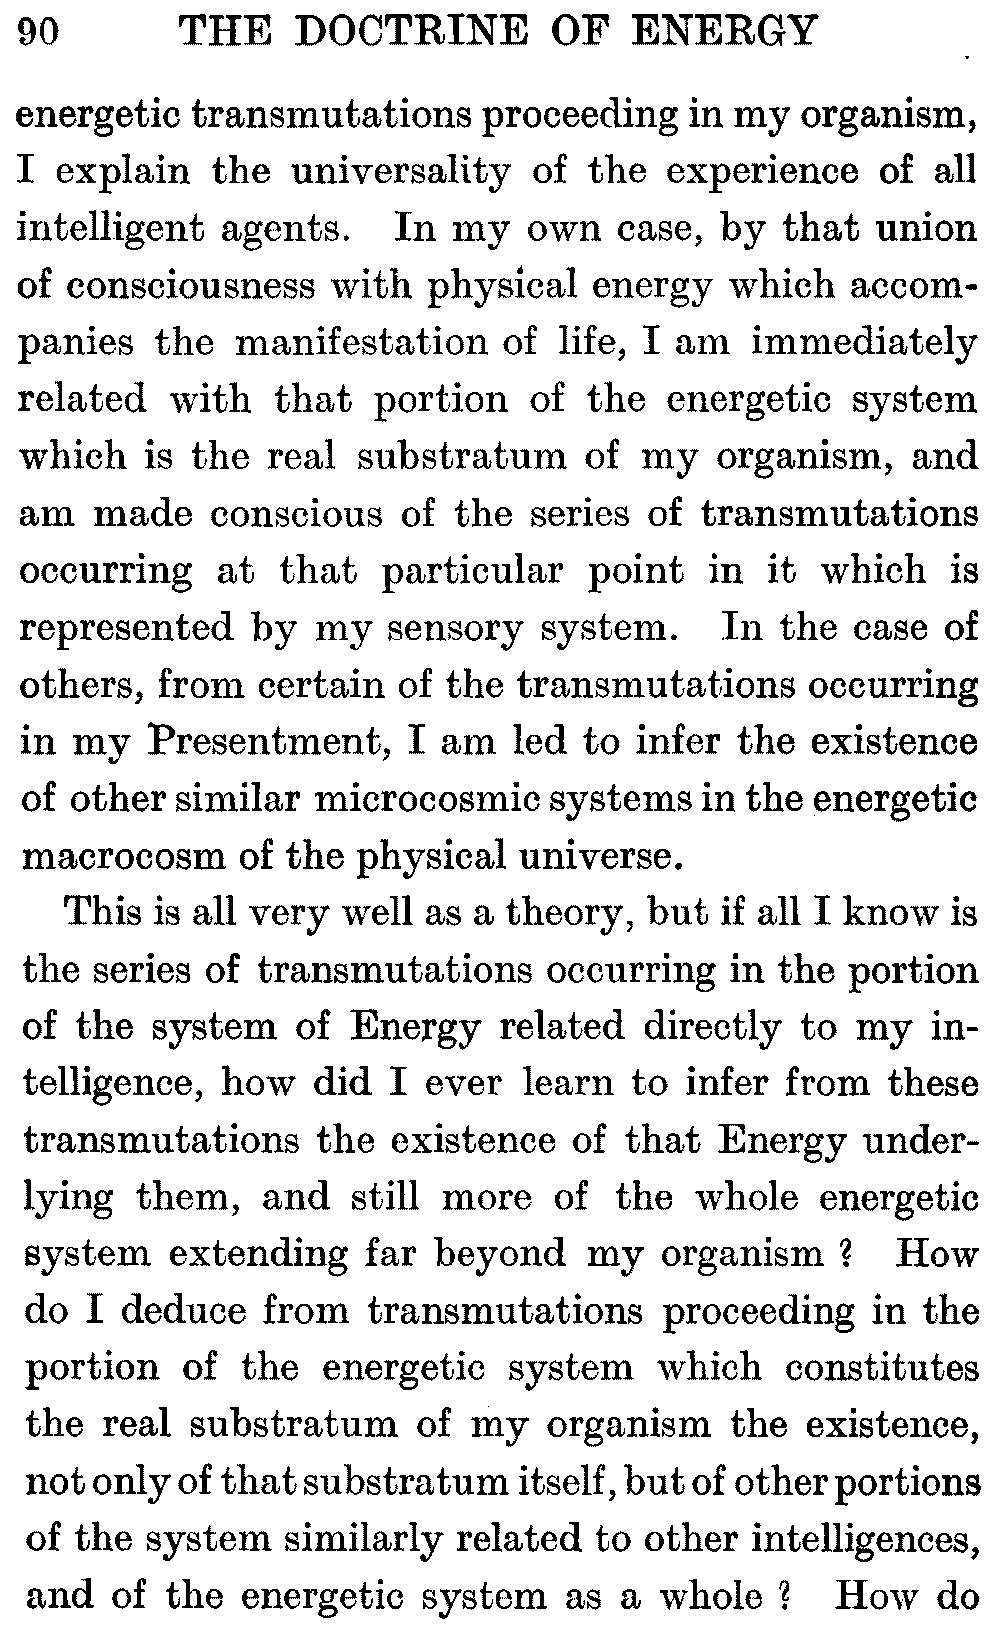 90 THE DOCTRINE OF ENERGY
energetic transmutations proceeding in my organism,
I explain the universality of the experience of all
intelligent agents. In my own case, by that union
of consciousness with physical energy which accom-
panies the manifestation of life, I am immediately
related with that portion of the energetic system
which is the real substratum of my organism, and
am made conscious of the series of transmutations
occurring at that particular point in it which is
represented by my sensory system. In the case of
others, from certain of the transmutations occurring
in my Presentment, I am led to infer the existence
of other similar microcosmic systems in the energetic
macrocosm of the physical universe.
This is all very well as a theory, but if all I know is
the series of transmutations occurring in the portion
of the system of Energy related directly to my in-
telligence, how did I ever learn to infer from these
transmutations the existence of that Energy under-
lying them, and still more of the whole energetic
system extending far beyond my organism ? How
do I deduce from transmutations proceeding in the
portion of the energetic system which constitutes
the real substratum of my organism the existence,
not only of that substratum itself, but of other portions
of the system similarly related to other intelligences,
and of the energetic system as a whole ? How do